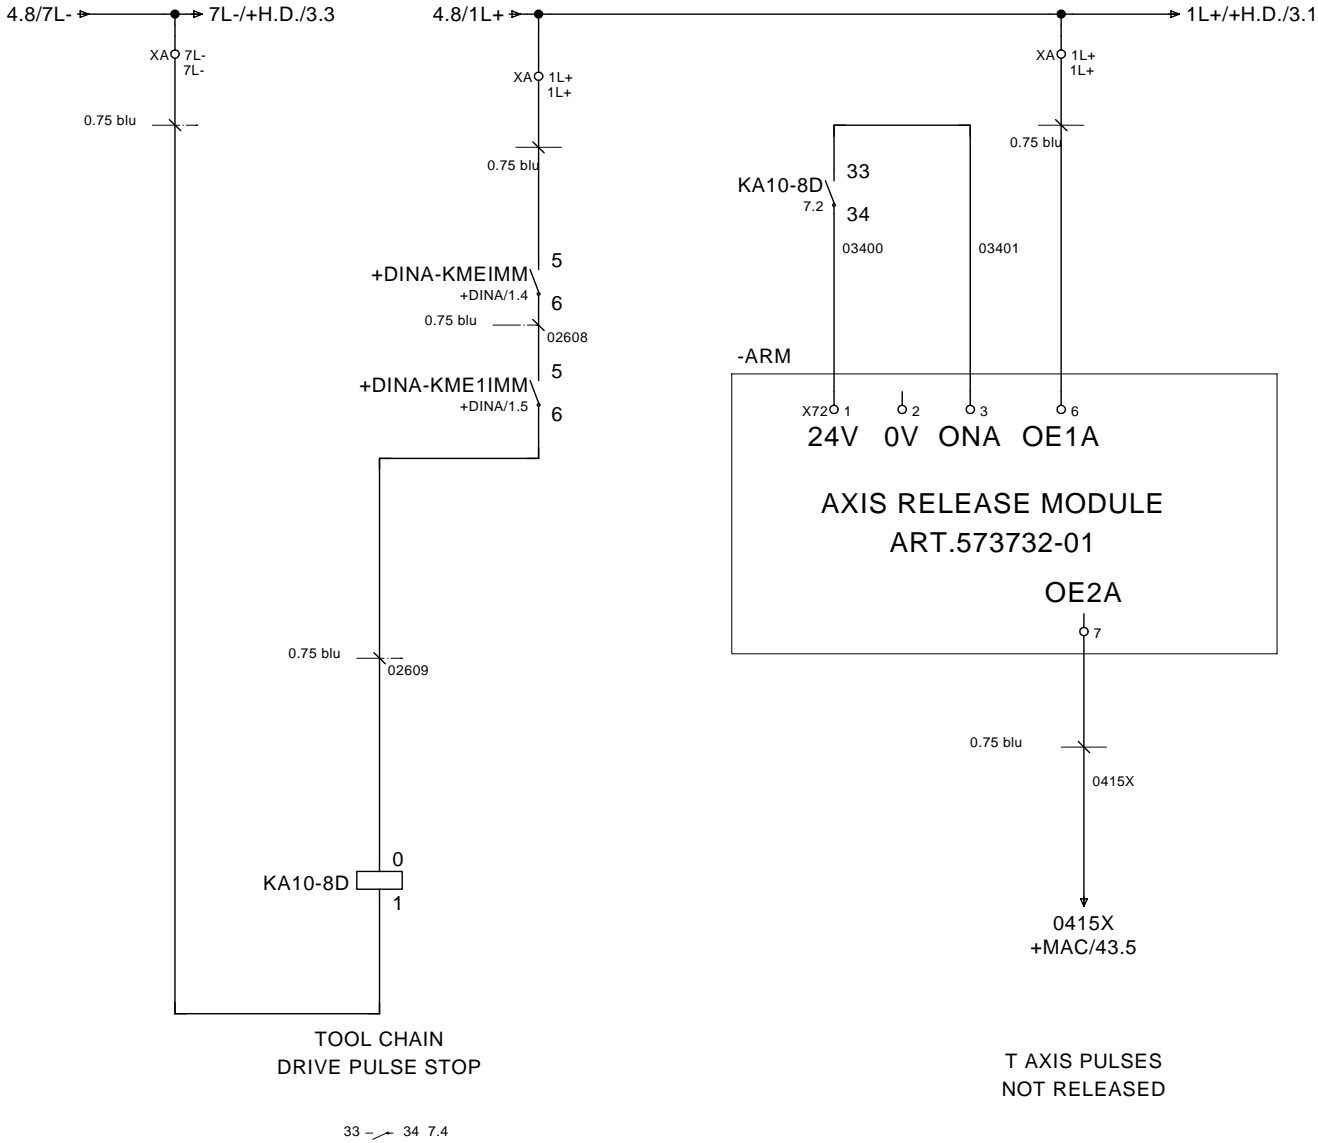 4.8/7L- 7L-/+H.D./3.3 4.8/1L+ 1L+/+H.D./3.1
XA 7L-
7L-
XA 1L+
1L+
XA 1L+
1L+
0.75 blu
0.75 blu
0.75 blu
KA10-8D
7.2
33
34
03400
03401
+DINA-KMEIMM
+DINA/1.4
5
6
0.75 blu
02608
+DINA-KME1IMM
+DINA/1.5
5
6
-ARM
X72 1 2 3 6
24V 0V ONA OE1A
AXIS RELEASE MODULE
ART.573732-01
OE2A
7
0.75 blu
02609
0.75 blu
0415X
KA10-8D
0
1
0415X
+MAC/43.5
TOOL CHAIN
DRIVE PULSE STOP
T AXIS PULSES
NOT RELEASED
33 34 7.4